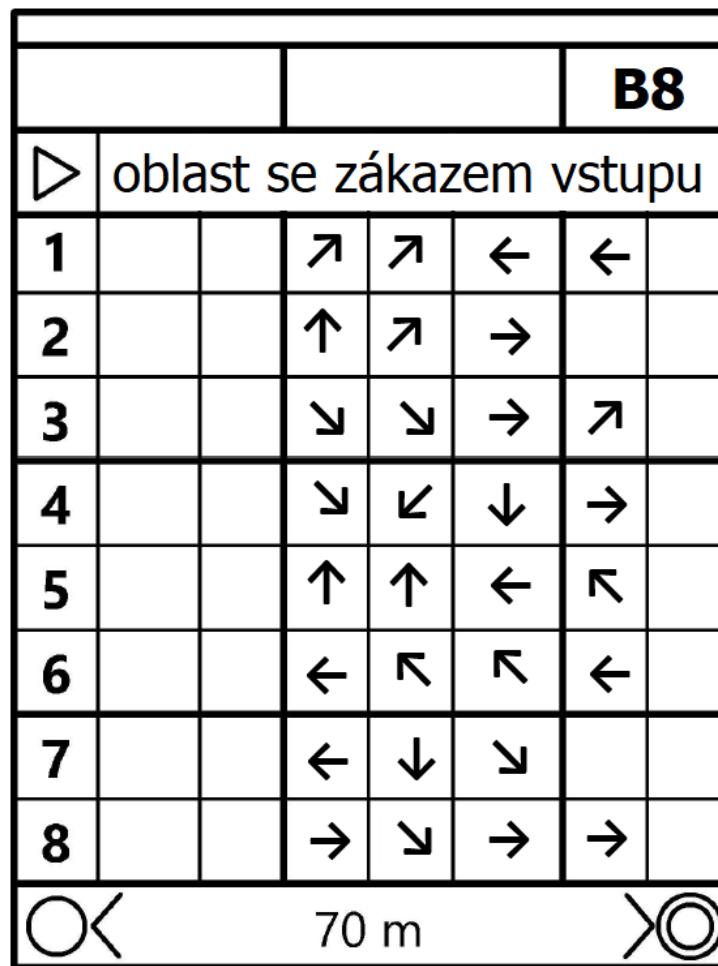 B8
oblast se zákazem vstupu
1 ↗ ↗ ← ←
2 ↑ ↗ →
3 ↘ ↘ → ↗
4 ↘ ↙ ↓ →
5 ↑ ↑ ← ↖
6 ← ↖ ↖ ←
7 ← ↓ ↘
8 → ↘ → →
70 m